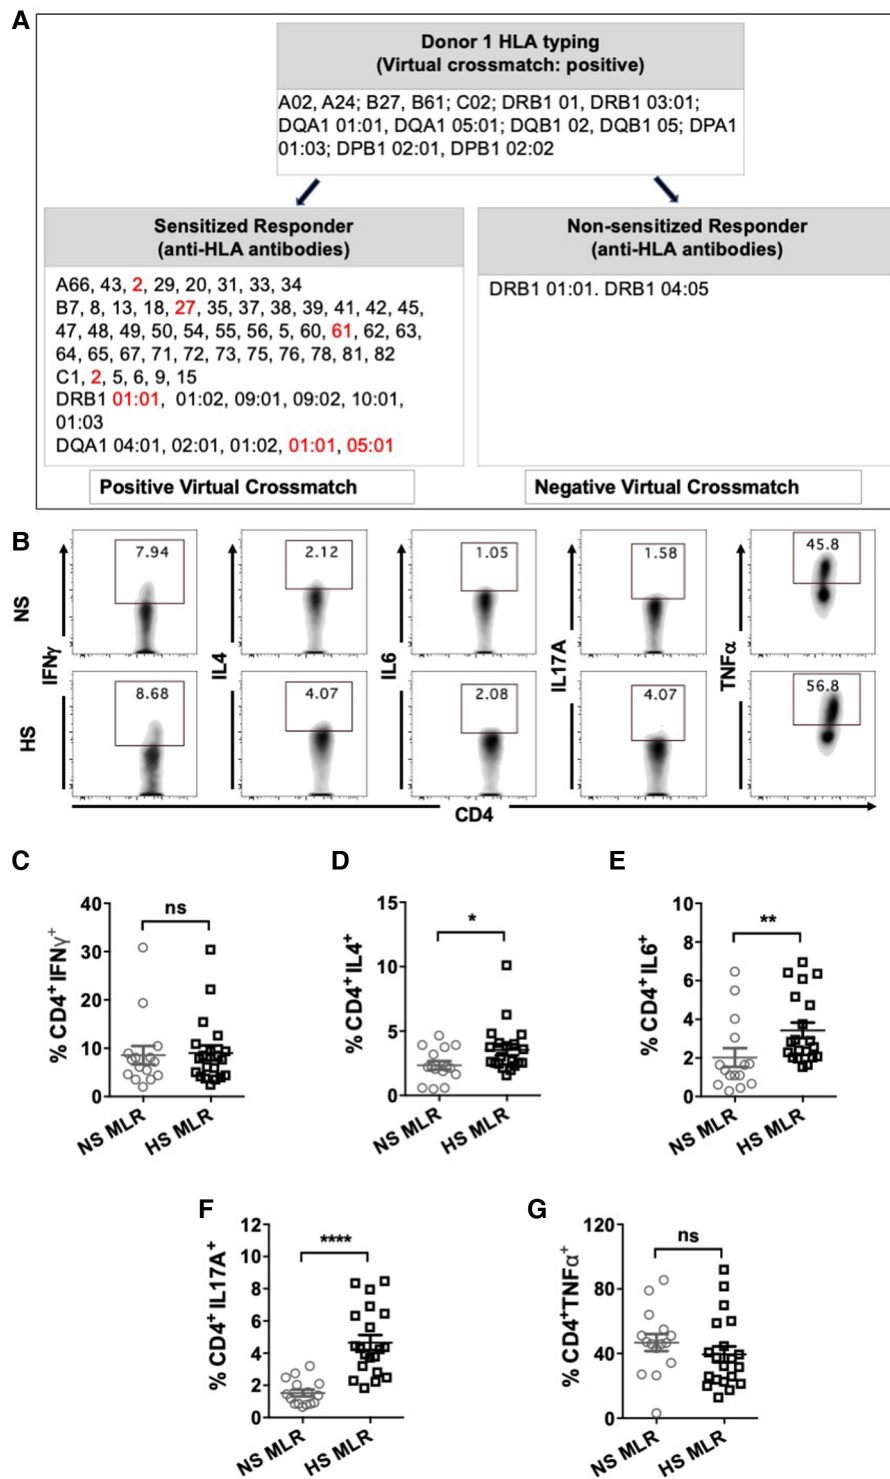 A
Donor 1 HLA typing
(Virtual crossmatch: positive)
A02, A24; B27, B61; C02; DRB1 01, DRB1 03:01;
DQA1 01:01, DQA1 05:01; DQB1 02, DQB1 05; DPA1
01:03; DPB1 02:01, DPB1 02:02
Sensitized Responder
(anti-HLA antibodies)
A66, 43, 2, 29, 20, 31, 33, 34
B7, 8, 13, 18, 27, 35, 37, 38, 39, 41, 42, 45,
47, 48, 49, 50, 54, 55, 56, 5, 60, 61, 62, 63,
64, 65, 67, 71, 72, 73, 75, 76, 78, 81, 82
C1, 2, 5, 6, 9, 15
DRB1 01:01, 01:02, 09:01, 09:02, 10:01,
01:03
DQA1 04:01, 02:01, 01:02, 01:01, 05:01
Positive Virtual Crossmatch
Non-sensitized Responder
(anti-HLA antibodies)
DRB1 01:01. DRB1 04:05
Negative Virtual Crossmatch
B
NS
7.94
2.12
1.05
1.58
45.8
IFNγ
IL4
IL6
IL17A
TNFα
HS
8.68
4.07
2.08
4.07
56.8
CD4
C
% CD4+ IFNγ+
40
30
20
10
0
ns
NS MLR
HS MLR
D
% CD4+ IL4+
15
10
5
0
*
NS MLR
HS MLR
E
% CD4+ IL6+
10
8
6
4
2
0
**
NS MLR
HS MLR
F
% CD4+ IL17A+
12
10
8
6
4
2
0
****
NS MLR
HS MLR
G
% CD4+TNFα+
120
80
40
0
ns
NS MLR
HS MLR